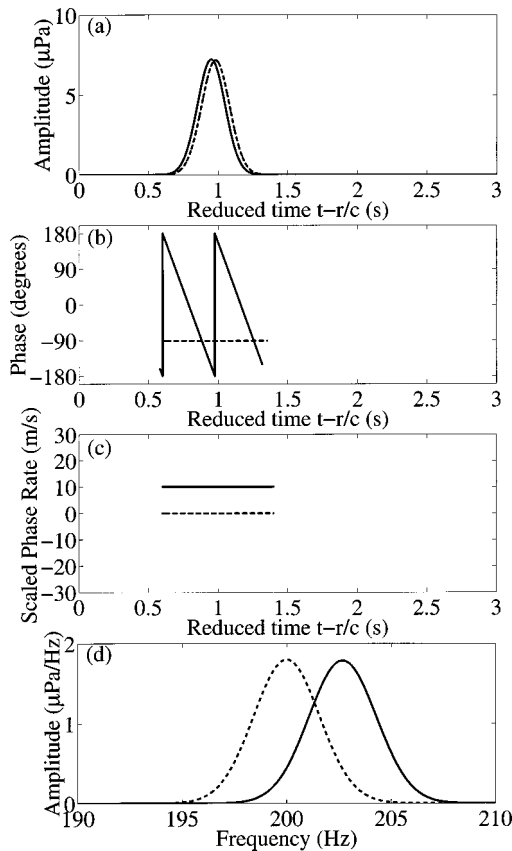 (a)
Amplitude (μPa)
10
5
0
0 0.5 1 1.5 2 2.5 3
Reduced time t−r/c (s)
(b)
Phase (degrees)
180
90
0
−90
−180
0 0.5 1 1.5 2 2.5 3
Reduced time t−r/c (s)
(c)
Scaled Phase Rate (m/s)
30
20
10
0
−10
−20
−30
0 0.5 1 1.5 2 2.5 3
Reduced time t−r/c (s)
(d)
Amplitude (μPa/Hz)
2
1
0
190 195 200 205 210
Frequency (Hz)